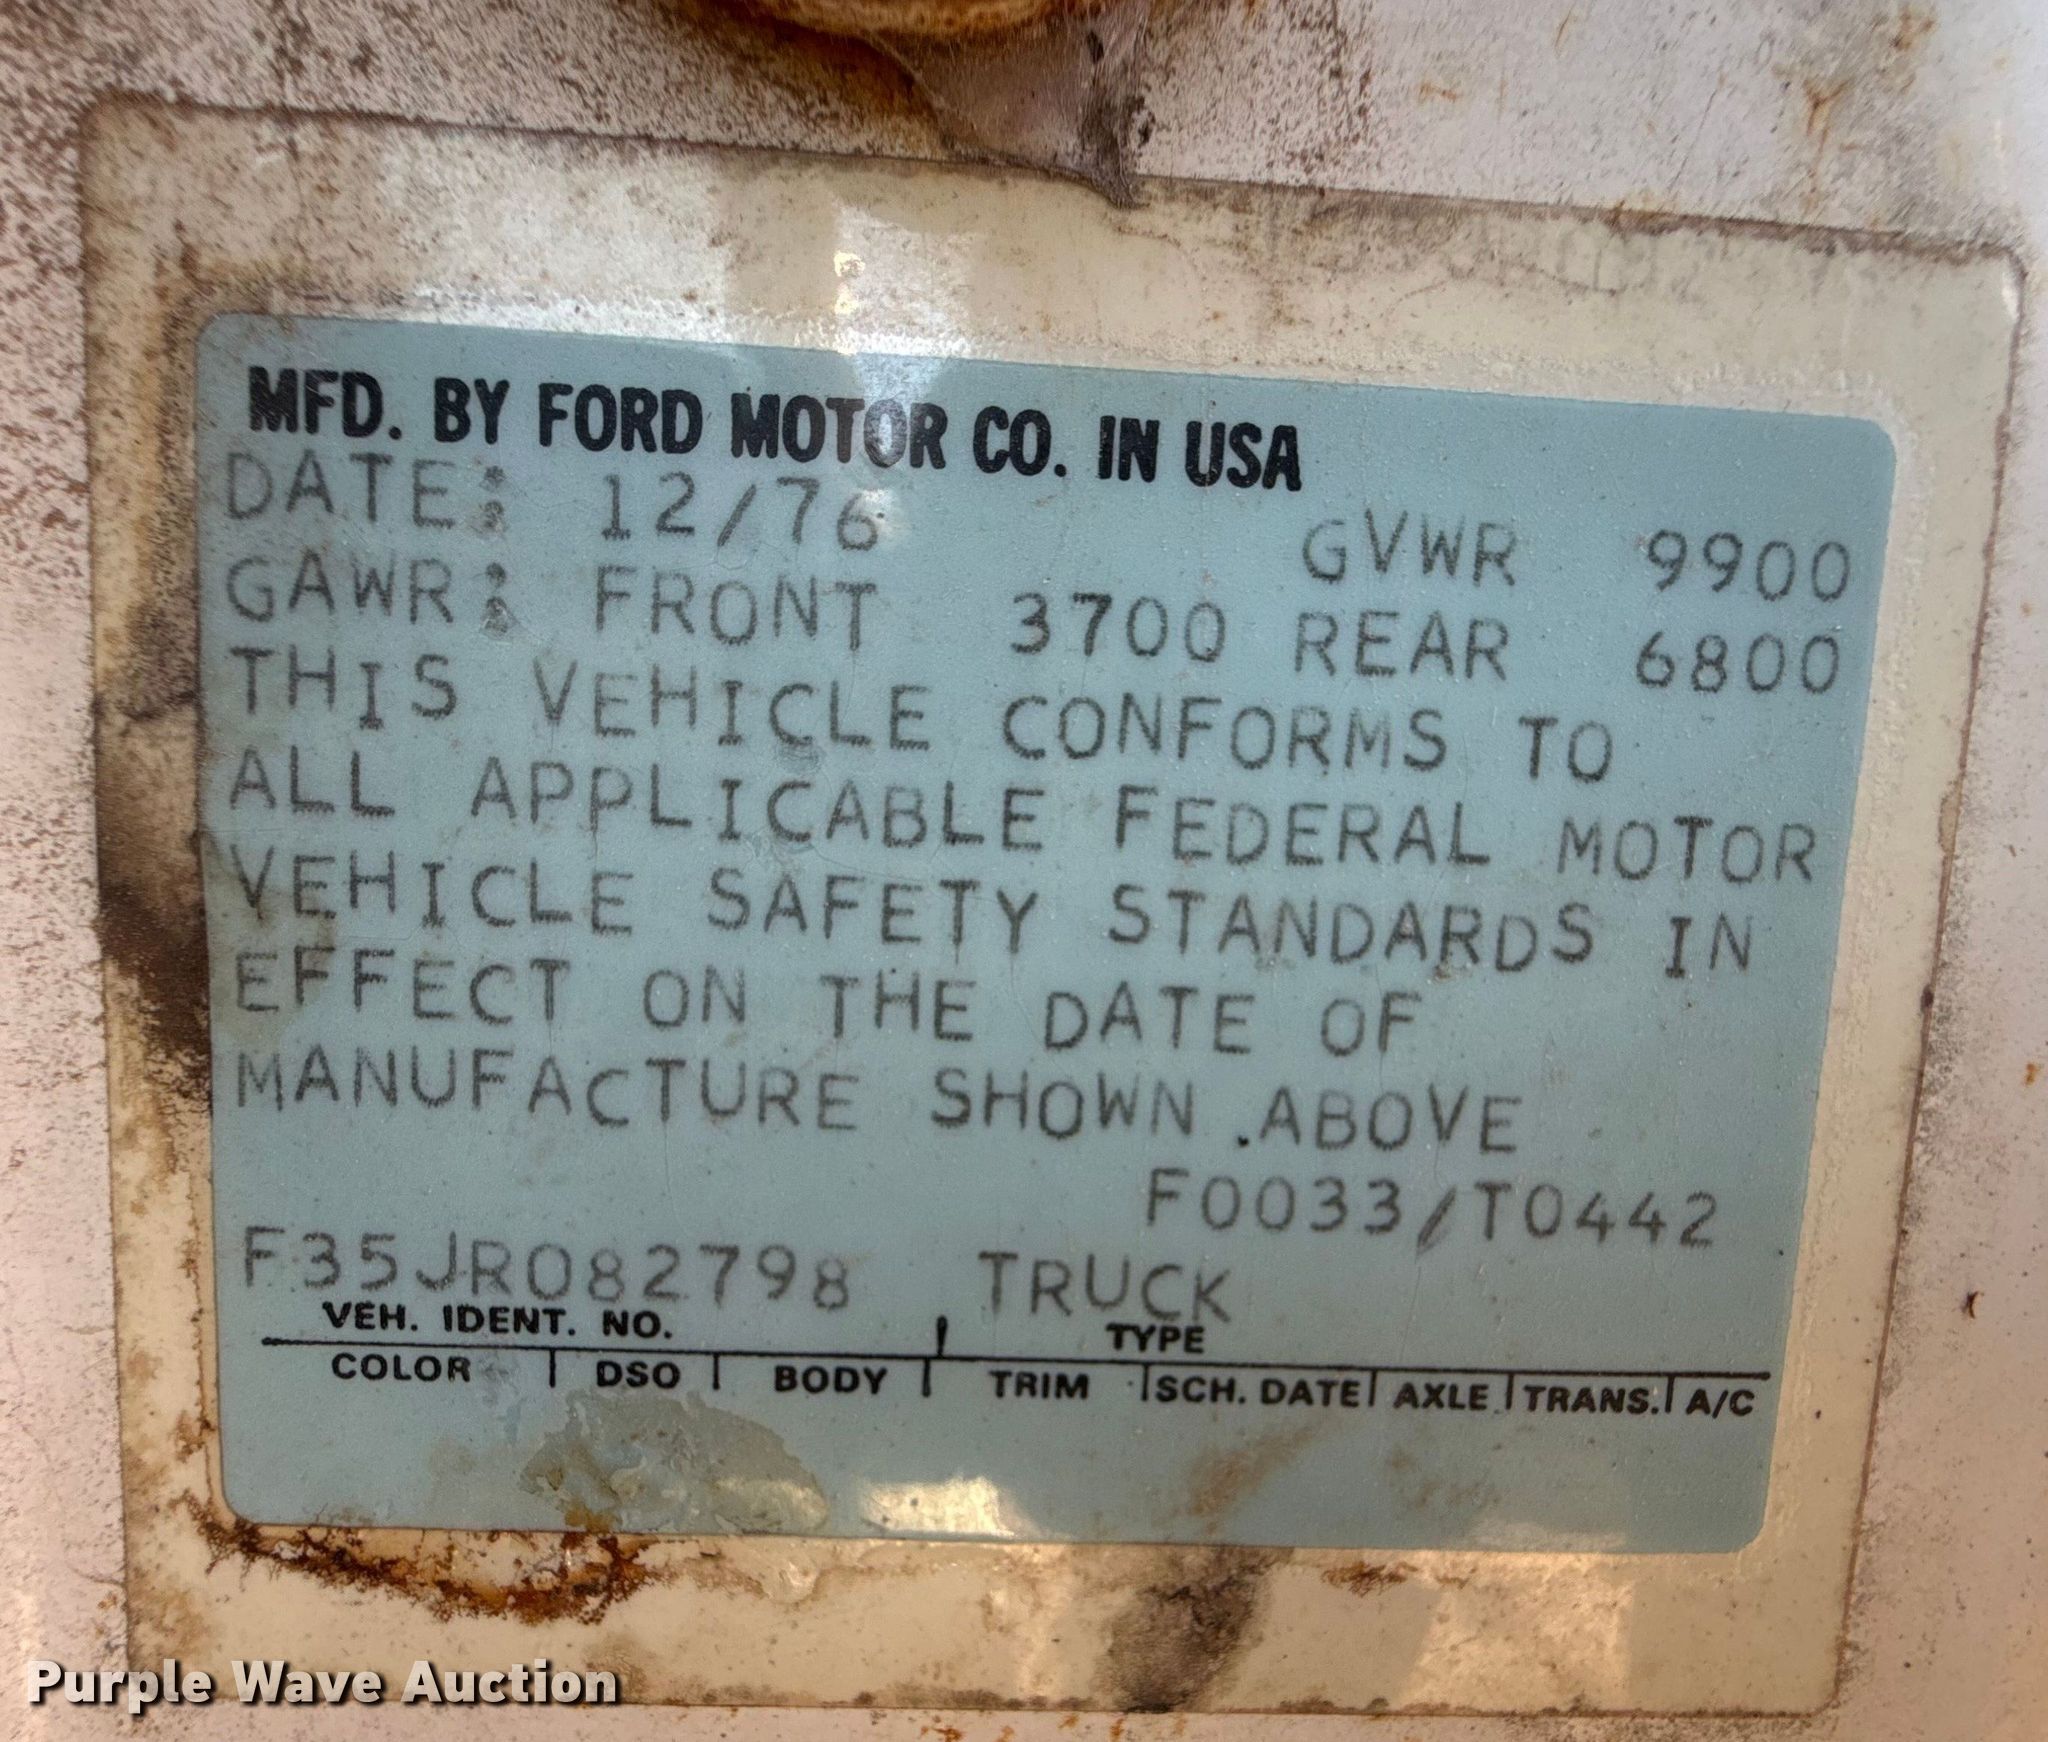 MFD. BY FORD MOTOR CO. IN USA
DATE: 12/76 GVWR 9900
GAWR: FRONT 3700 REAR 6800
THIS VEHICLE CONFORMS TO
ALL APPLICABLE FEDERAL MOTOR
VEHICLE SAFETY STANDARDS IN
EFFECT ON THE DATE OF
MANUFACTURE SHOWN ABOVE
F0033/T0442
F35JR082798 TRUCK
VEH. IDENT. NO. TYPE
COLOR DSO BODY TRIM SCH. DATE AXLE TRANS. A/C
Purple Wave Auction